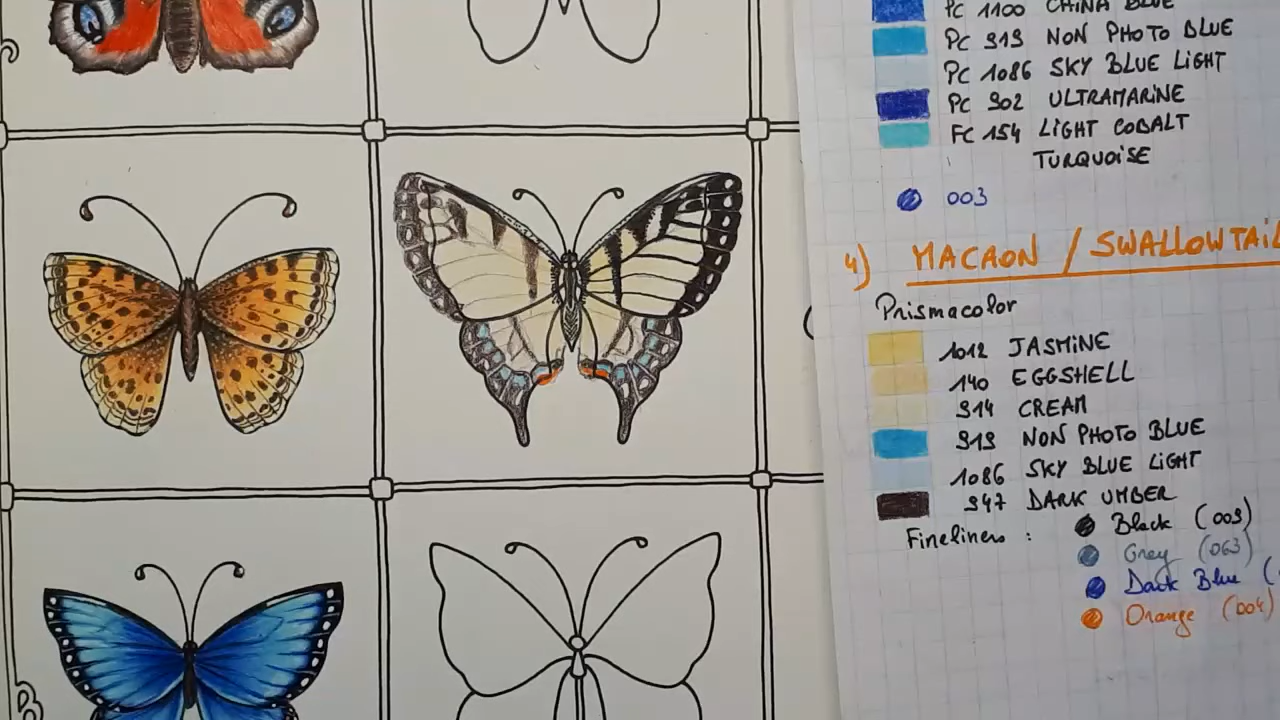 PC 1100 CHINA BLUE
PC 919 NON PHOTO BLUE
PC 1086 SKY BLUE LIGHT
PC 902 ULTRAMARINE
FC 154 LIGHT COBALT
TURQUOISE
003
4) MACAON / SWALLOWTAIL
Prismacolor
1012 JASMINE
140 EGGSHELL
914 CREAM
919 NON PHOTO BLUE
1086 SKY BLUE LIGHT
947 DARK UMBER
Fineliners : Black (009)
Grey (063)
Dark Blue (
Orange (004)